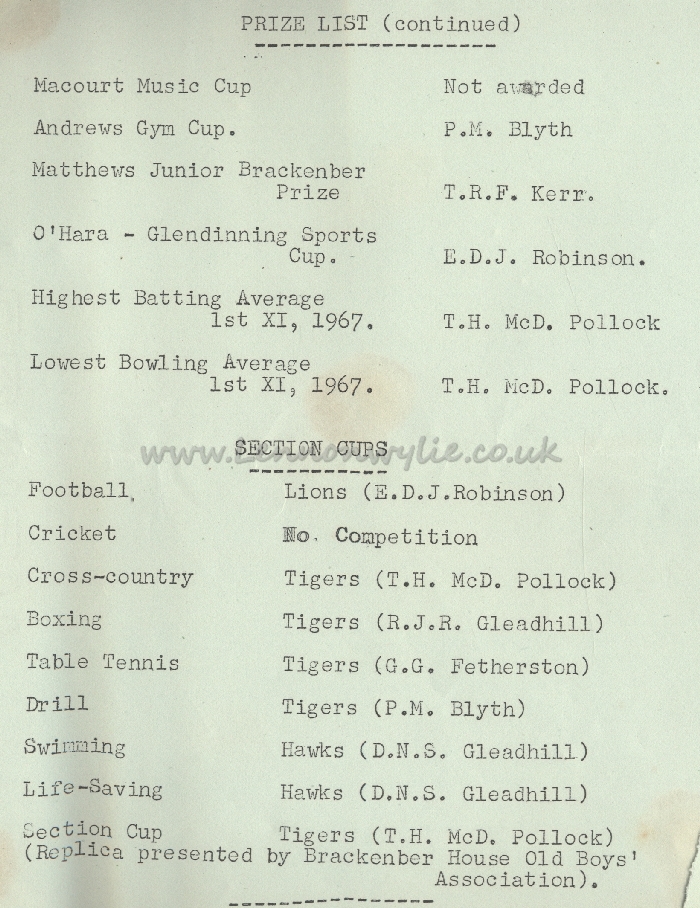 PRIZE LIST (continued)
Macourt Music Cup Not awarded
Andrews Gym Cup. P.M. Blyth
Matthews Junior Brackenber
Prize T.R.F. Kerr.
O'Hara - Glendinning Sports
Cup. E.D.J. Robinson.
Highest Batting Average
1st XI, 1967. T.H. McD. Pollock
Lowest Bowling Average
1st XI, 1967. T.H. McD. Pollock.
www.Lennonwylie.co.uk
SECTION CUPS
Football, Lions (E.D.J.Robinson)
Cricket No. Competition
Cross-country Tigers (T.H. McD. Pollock)
Boxing Tigers (R.J.R. Gleadhill)
Table Tennis Tigers (G.G. Fetherston)
Drill Tigers (P.M. Blyth)
Swimming Hawks (D.N.S. Gleadhill)
Life-Saving Hawks (D.N.S. Gleadhill)
Section Cup Tigers (T.H. McD. Pollock)
(Replica presented by Brackenber House Old Boys'
Association).